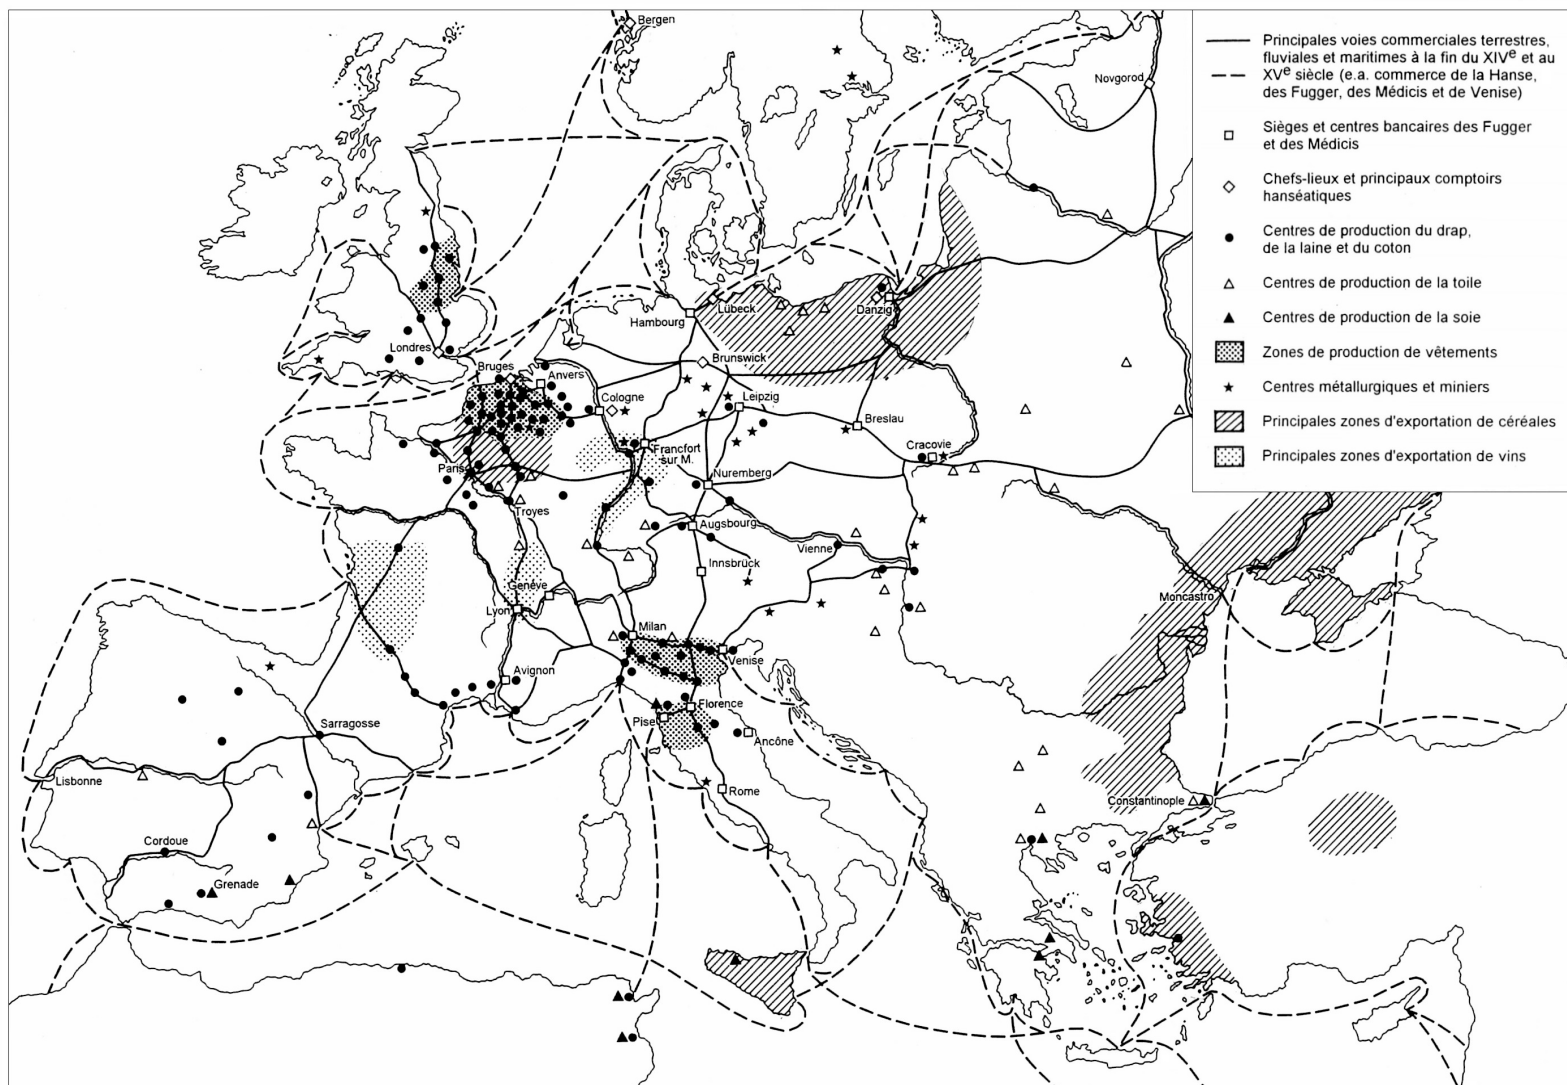 Bergen
Principales voies commerciales terrestres,
fluviales et maritimes à la fin du XIVe et au
XVe siècle (e.a. commerce de la Hanse,
des Fugger, des Médicis et de Venise)
Sièges et centres bancaires des Fugger
et des Médicis
Chefs-lieux et principaux comptoirs
hanséatiques
Centres de production du drap,
de la laine et du coton
Centres de production de la toile
Centres de production de la soie
Zones de production de vêtements
Centres métallurgiques et miniers
Principales zones d'exportation de céréales
Principales zones d'exportation de vins
Novgorod
Lübeck
Danzig
Hambourg
Londres
Brunswick
Bruges
Anvers
Cologne
Leipzig
Breslau
Cracovie
Francfort
sur M.
Paris
Nuremberg
Troyes
Augsbourg
Vienne
Innsbrück
Genève
Moncastro
Lyon
Milan
Venise
Avignon
Florence
Pise
Sarragosse
Ancône
Lisbonne
Rome
Constantinople
Cordoue
Grenade